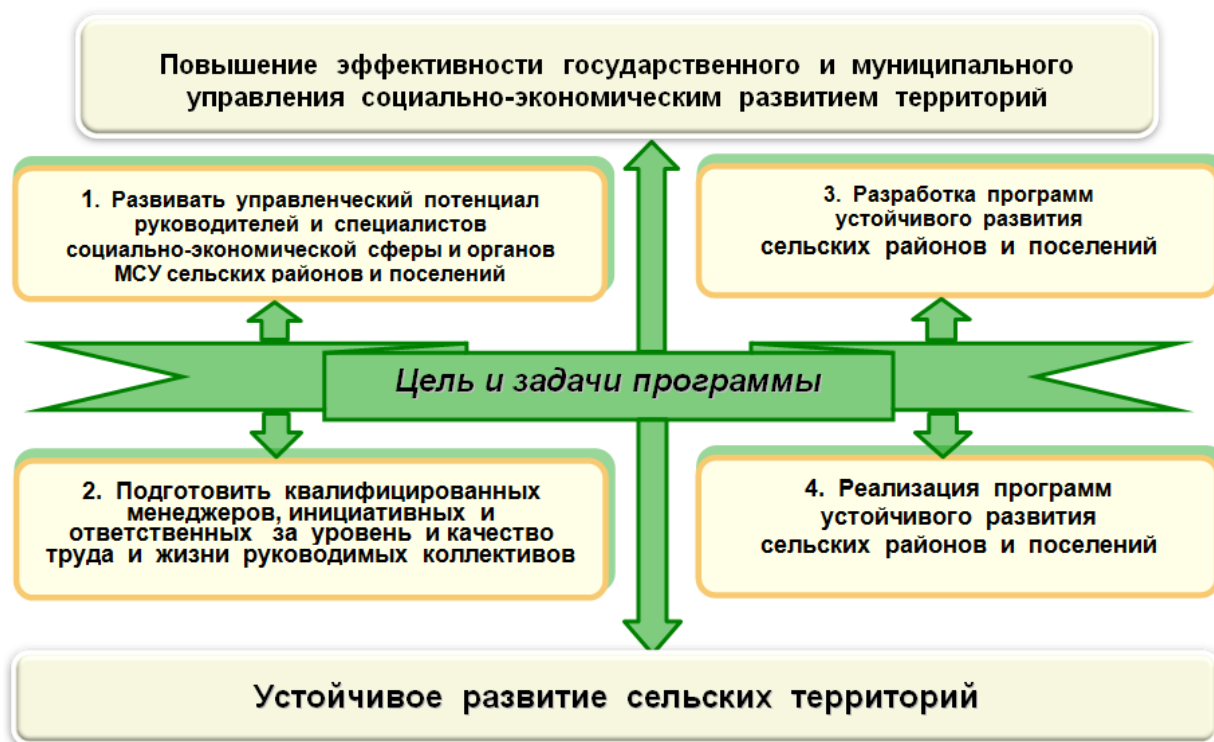 Повышение эффективности государственного и муниципального
управления социально-экономическим развитием территорий
1. Развивать управленческий потенциал
руководителей и специалистов
социально-экономической сферы и органов
МСУ сельских районов и поселений
3. Разработка программ
устойчивого развития
сельских районов и поселений
Цель и задачи программы
2. Подготовить квалифицированных
менеджеров, инициативных и
ответственных за уровень и качество
труда и жизни руководимых коллективов
4. Реализация программ
устойчивого развития
сельских районов и поселений
Устойчивое развитие сельских территорий